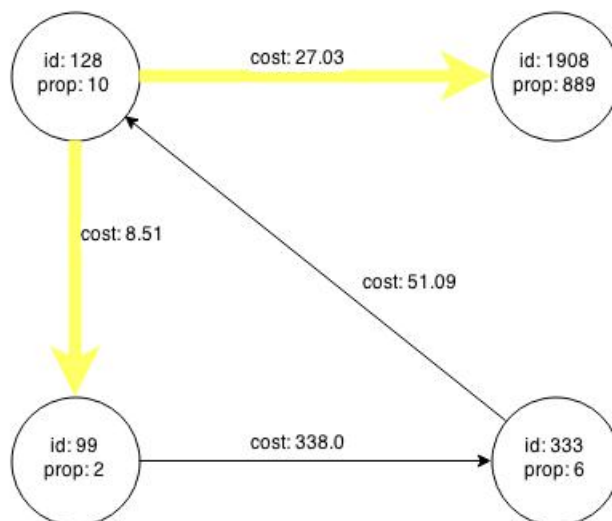 id: 128
prop: 10
cost: 27.03
id: 1908
prop: 889
cost: 8.51
cost: 51.09
id: 99
prop: 2
cost: 338.0
id: 333
prop: 6